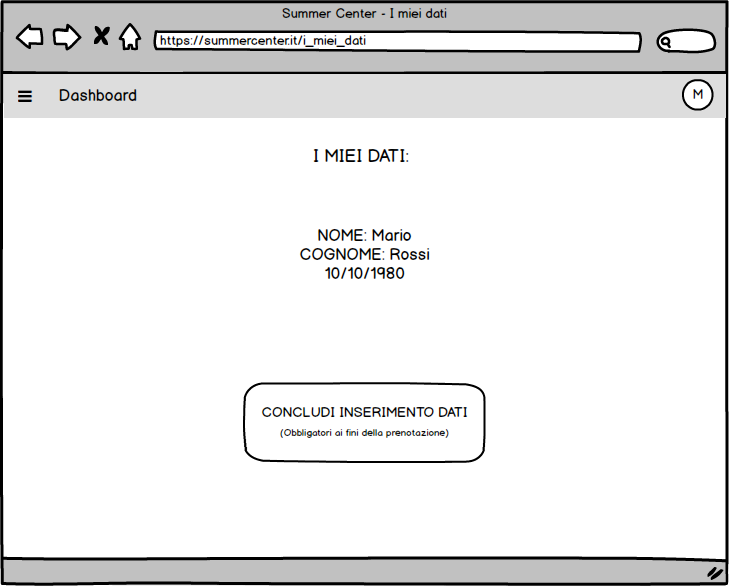 Summer Center - I miei dati
https://summercenter.it/i_miei_dati
Dashboard
M
I MIEI DATI:
NOME: Mario
COGNOME: Rossi
10/10/1980
CONCLUDI INSERIMENTO DATI
(Obbligatori ai fini della prenotazione)